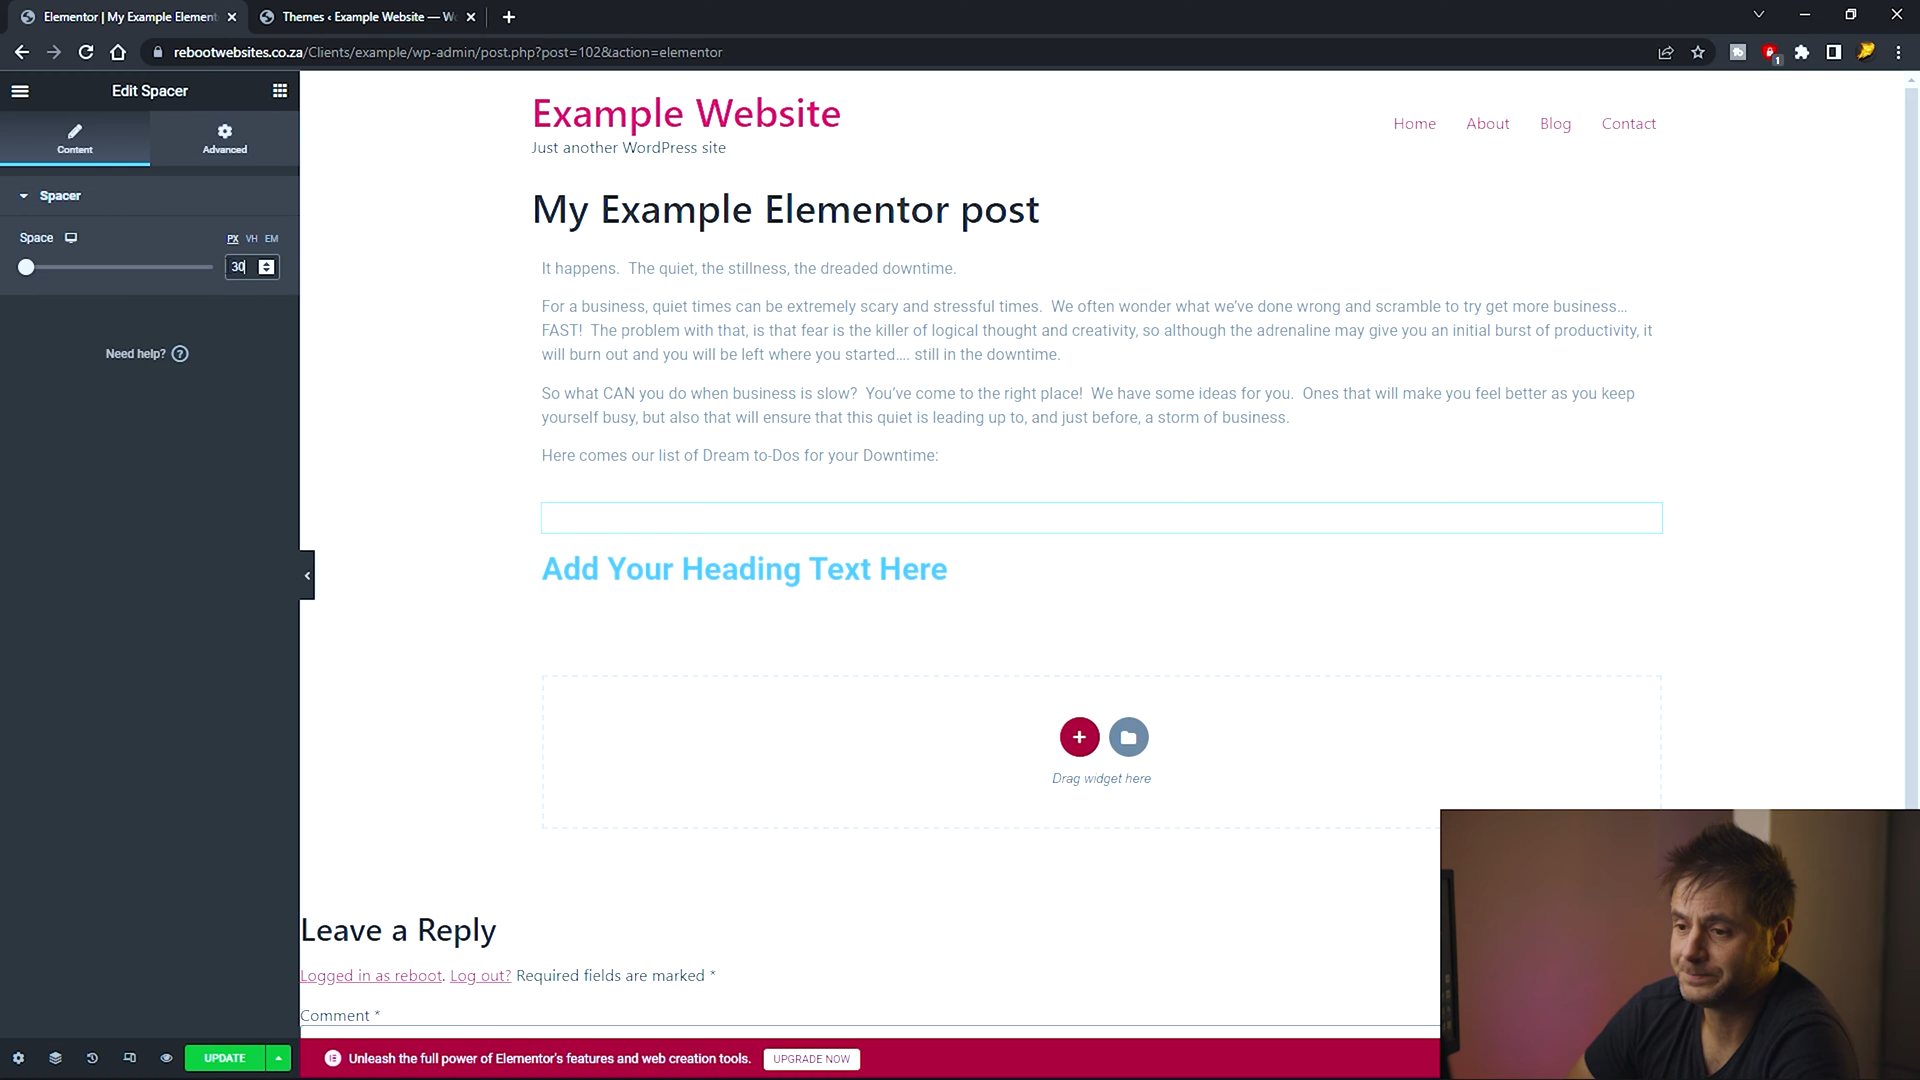 Elementor | My Example Element
Themes ‹ Example Website — Wo
rebootwebsites.co.za/Clients/example/wp-admin/post.php?post=102&action=elementor
1
Edit Spacer
Content
Advanced
Spacer
Space
PX VH EM
30
Need help?
UPDATE
Example Website
Just another WordPress site
Home
About
Blog
Contact
My Example Elementor post
It happens.  The quiet, the stillness, the dreaded downtime.
For a business, quiet times can be extremely scary and stressful times.  We often wonder what we've done wrong and scramble to try get more business…
FAST!  The problem with that, is that fear is the killer of logical thought and creativity, so although the adrenaline may give you an initial burst of productivity, it
will burn out and you will be left where you started…. still in the downtime.
So what CAN you do when business is slow?  You've come to the right place!  We have some ideas for you.  Ones that will make you feel better as you keep
yourself busy, but also that will ensure that this quiet is leading up to, and just before, a storm of business.
Here comes our list of Dream to-Dos for your Downtime:
Add Your Heading Text Here
Drag widget here
Leave a Reply
Logged in as reboot. Log out? Required fields are marked *
Comment *
Unleash the full power of Elementor's features and web creation tools.
UPGRADE NOW